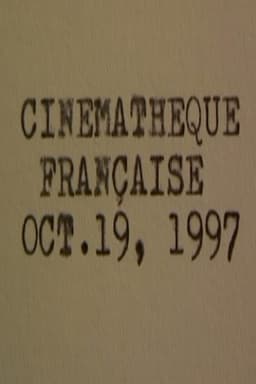 CINEMATHEQUE
FRANÇAISE
OCT.19, 1997